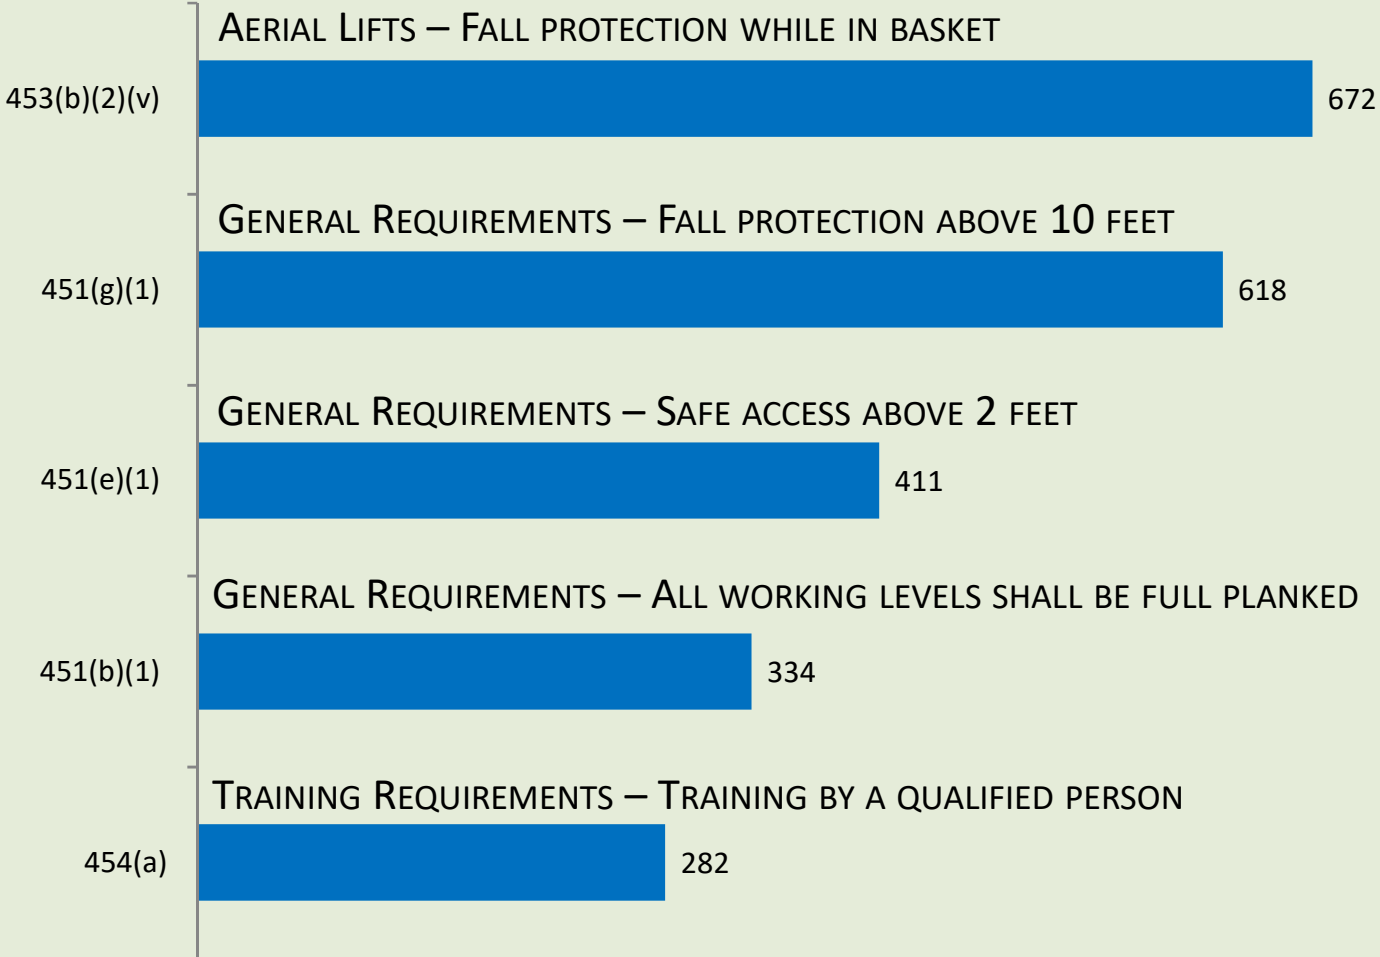 AERIAL LIFTS – FALL PROTECTION WHILE IN BASKET
453(b)(2)(v) 672
GENERAL REQUIREMENTS – FALL PROTECTION ABOVE 10 FEET
451(g)(1) 618
GENERAL REQUIREMENTS – SAFE ACCESS ABOVE 2 FEET
451(e)(1) 411
GENERAL REQUIREMENTS – ALL WORKING LEVELS SHALL BE FULL PLANKED
451(b)(1) 334
TRAINING REQUIREMENTS – TRAINING BY A QUALIFIED PERSON
454(a) 282